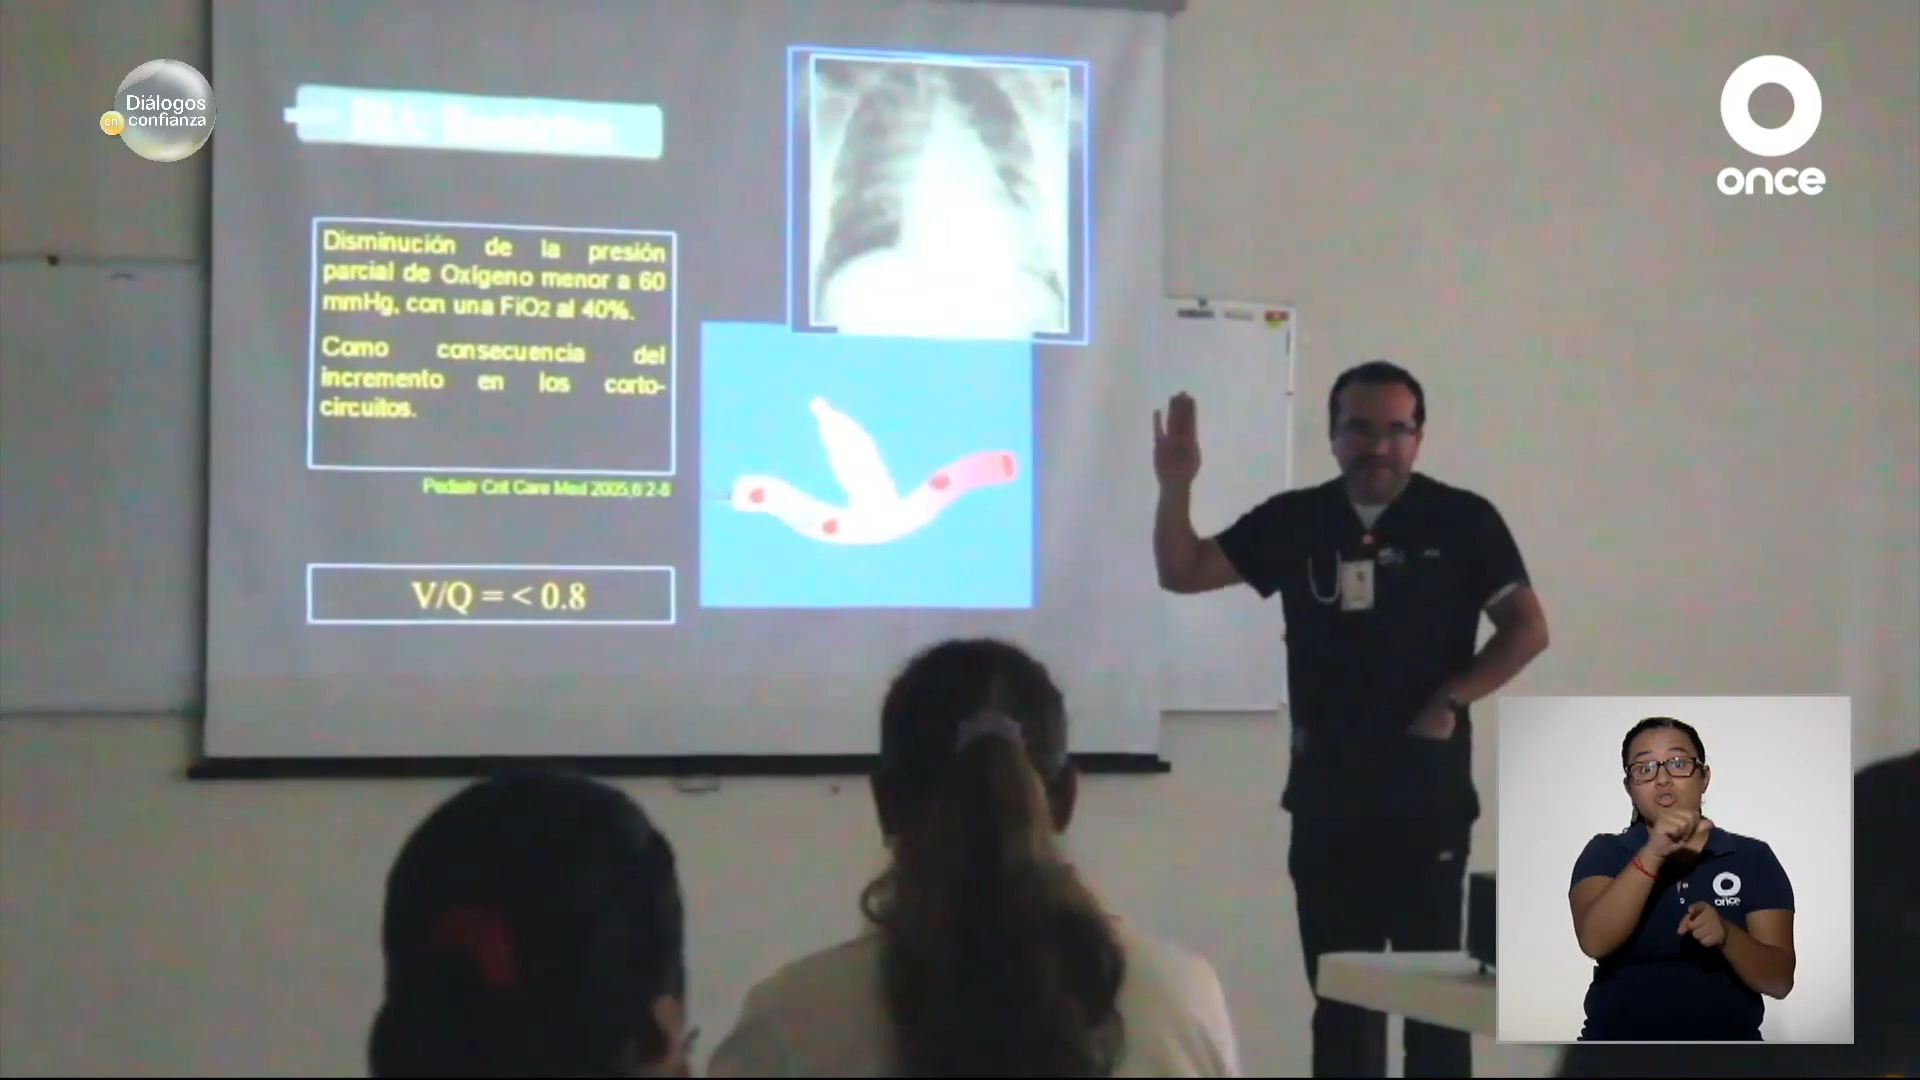 Diálogos
en
confianza
once
Disminución de la presión
parcial de Oxígeno menor a 60
mmHg, con una FiO2 al 40%.
Como consecuencia del
incremento en los corto-
circuitos.
Pediatr Crit Care Med 2005;6:2-8
V/Q = < 0.8
once